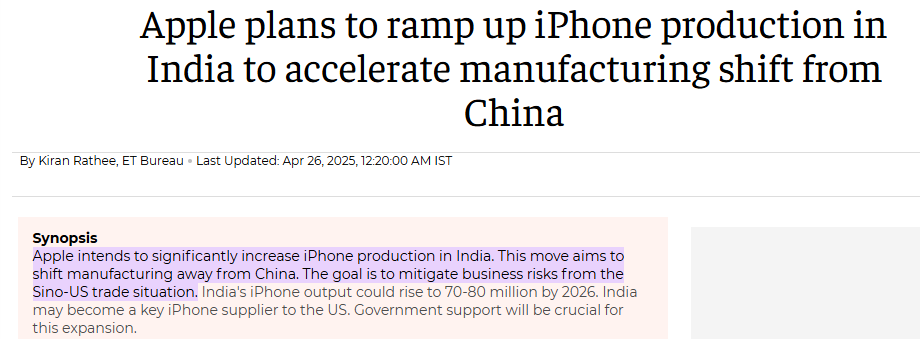 Apple plans to ramp up iPhone production in
India to accelerate manufacturing shift from
China
By Kiran Rathee, ET Bureau • Last Updated: Apr 26, 2025, 12:20:00 AM IST
Synopsis
Apple intends to significantly increase iPhone production in India. This move aims to
shift manufacturing away from China. The goal is to mitigate business risks from the
Sino-US trade situation. India's iPhone output could rise to 70-80 million by 2026. India
may become a key iPhone supplier to the US. Government support will be crucial for
this expansion.